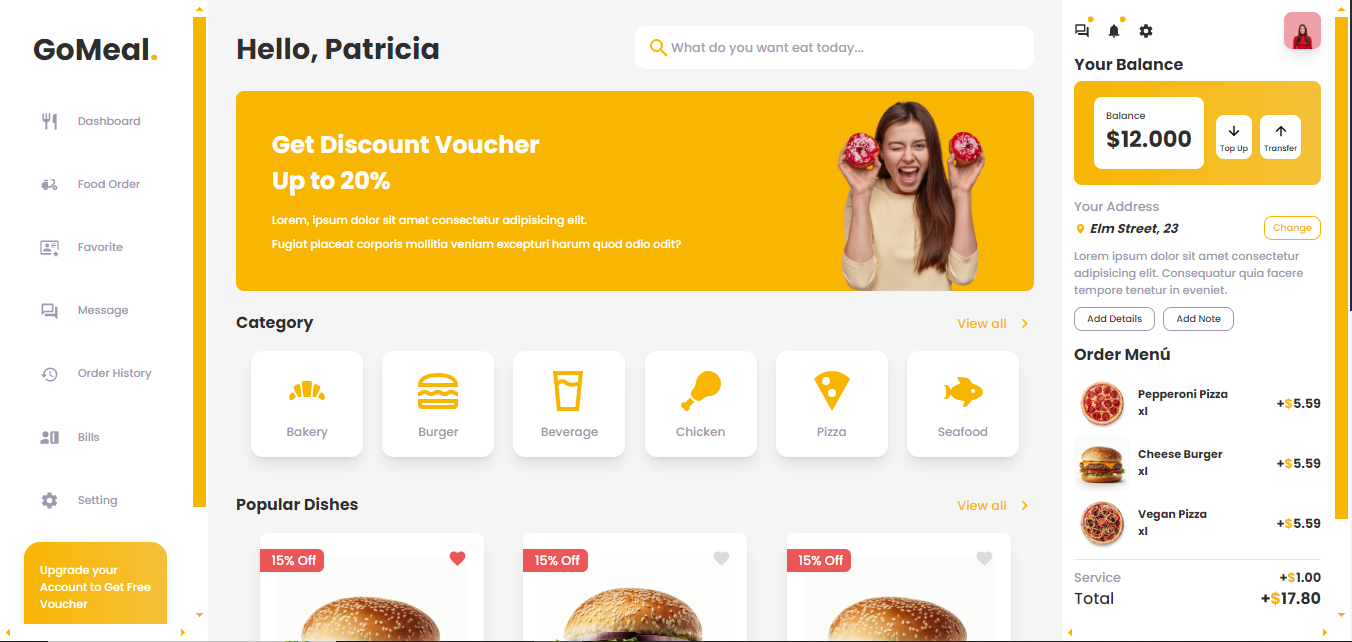 GoMeal.
Dashboard
Food Order
Favorite
Message
Order History
Bills
Setting
Upgrade your
Account to Get Free
Voucher
Hello, Patricia
What do you want eat today...
Get Discount Voucher
Up to 20%
Lorem, ipsum dolor sit amet consectetur adipisicing elit.
Fugiat placeat corporis mollitia veniam excepturi harum quod odio odit?
Category
View all
Bakery
Burger
Beverage
Chicken
Pizza
Seafood
Popular Dishes
View all
15% Off
15% Off
15% Off
Your Balance
Balance
$12.000
Top Up
Transfer
Your Address
Elm Street, 23
Change
Lorem ipsum dolor sit amet consectetur
adipisicing elit. Consequatur quia facere
tempore tenetur in eveniet.
Add Details
Add Note
Order Menú
Pepperoni Pizza
xl
+$5.59
Cheese Burger
xl
+$5.59
Vegan Pizza
xl
+$5.59
Service
+$1.00
Total
+$17.80